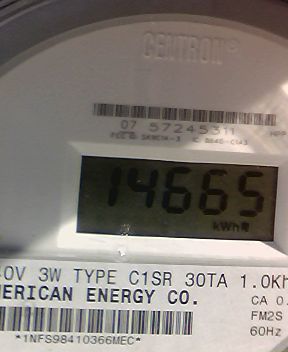 CENTRON®
07 57245311
14665
kWh
0V 3W TYPE C1SR 30TA 1.0Kh
ERICAN ENERGY CO.
CA 0.
FM2S
60Hz
*1NFS98410366MEC*